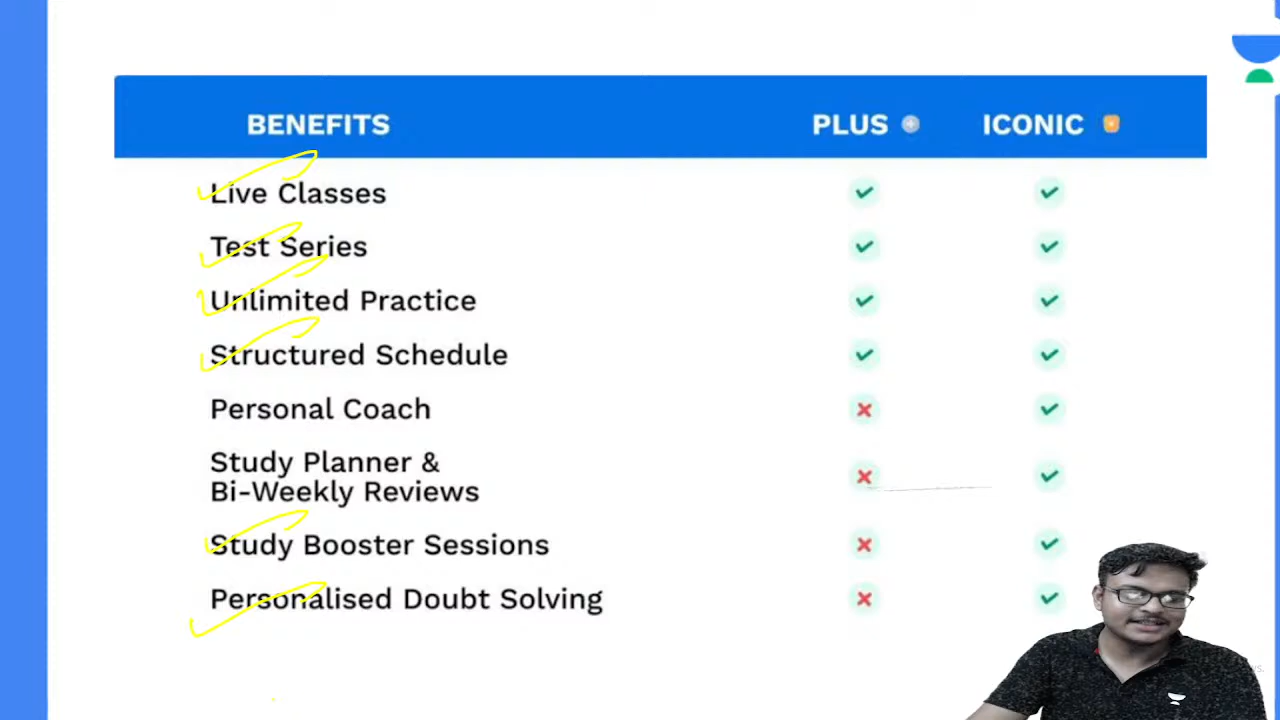 BENEFITS PLUS ICONIC
Live Classes
Test Series
Unlimited Practice
Structured Schedule
Personal Coach
Study Planner &
Bi-Weekly Reviews
Study Booster Sessions
Personalised Doubt Solving